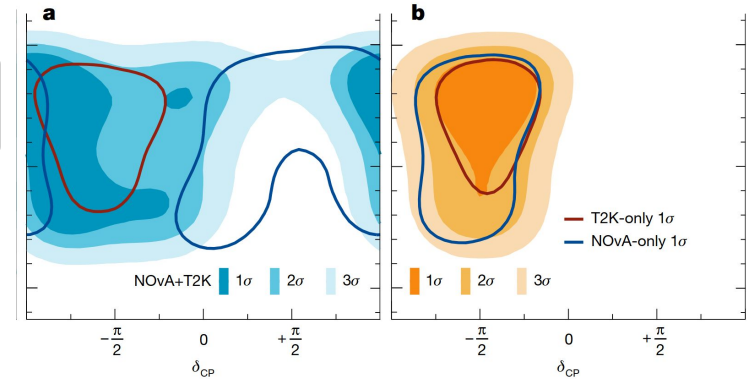 a
b
T2K-only 1σ
NOvA-only 1σ
NOvA+T2K 1σ 2σ 3σ
1σ 2σ 3σ
−π/2 0 +π/2
−π/2 0 +π/2
δCP
δCP